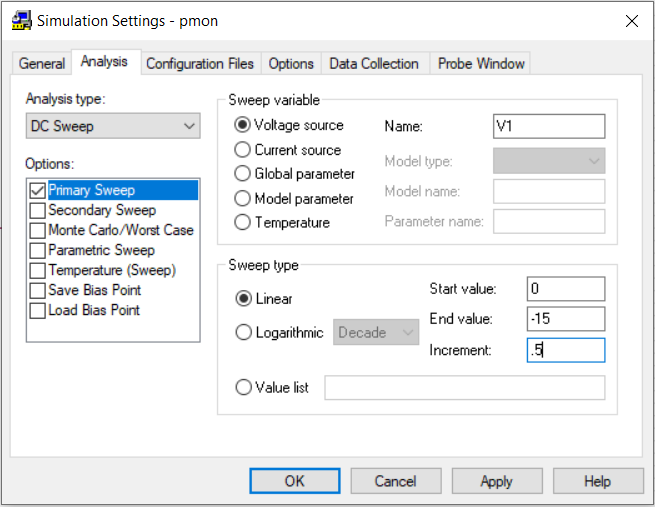 Simulation Settings - pmon
General Analysis Configuration Files Options Data Collection Probe Window
Analysis type:
DC Sweep
Options:
Primary Sweep
Secondary Sweep
Monte Carlo/Worst Case
Parametric Sweep
Temperature (Sweep)
Save Bias Point
Load Bias Point
Sweep variable
Voltage source
Current source
Global parameter
Model parameter
Temperature
Name: V1
Model type:
Model name:
Parameter name:
Sweep type
Linear
Logarithmic Decade
Value list
Start value: 0
End value: -15
Increment: .5
OK Cancel Apply Help